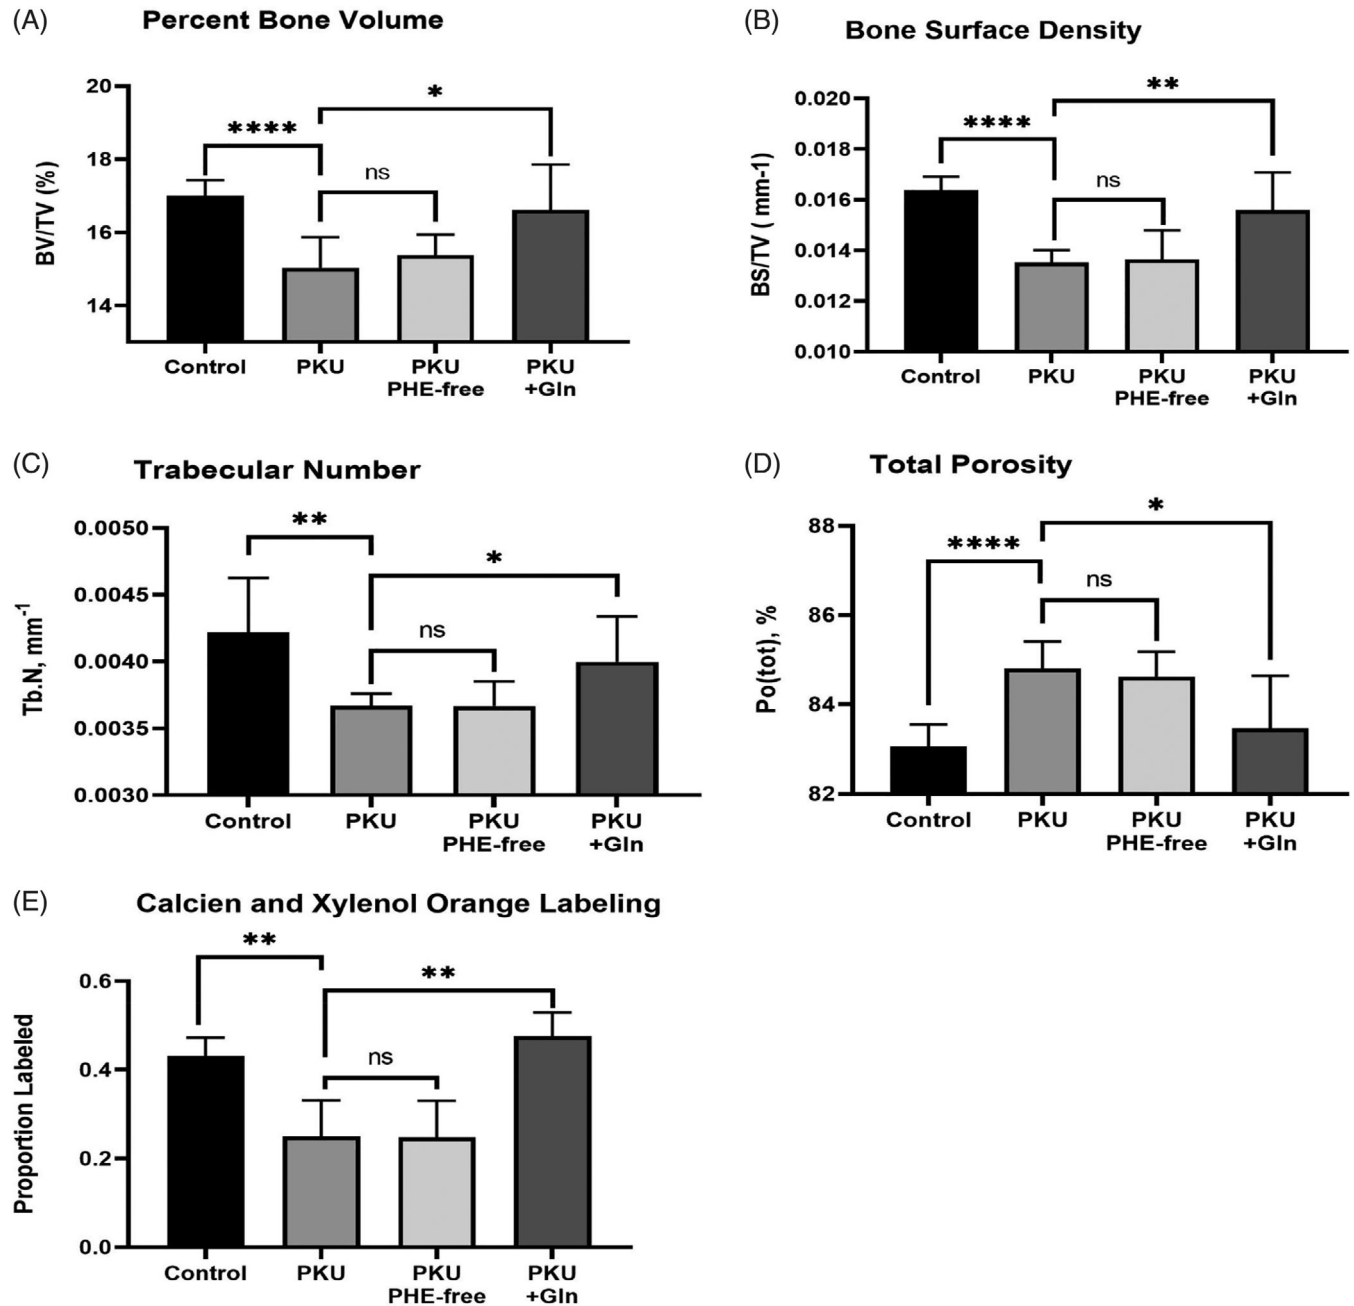 (A) Percent Bone Volume
BV/TV (%)
20
18
16
14
****
*
ns
Control PKU PKU PKU
PHE-free +Gln
(B) Bone Surface Density
BS/TV ( mm-1)
0.020
0.018
0.016
0.014
0.012
0.010
****
**
ns
Control PKU PKU PKU
PHE-free +Gln
(C) Trabecular Number
Tb.N, mm-1
0.0050
0.0045
0.0040
0.0035
0.0030
**
*
ns
Control PKU PKU PKU
PHE-free +Gln
(D) Total Porosity
Po(tot), %
88
86
84
82
****
*
ns
Control PKU PKU PKU
PHE-free +Gln
(E) Calcien and Xylenol Orange Labeling
Proportion Labeled
0.6
0.4
0.2
0.0
**
**
ns
Control PKU PKU PKU
PHE-free +Gln